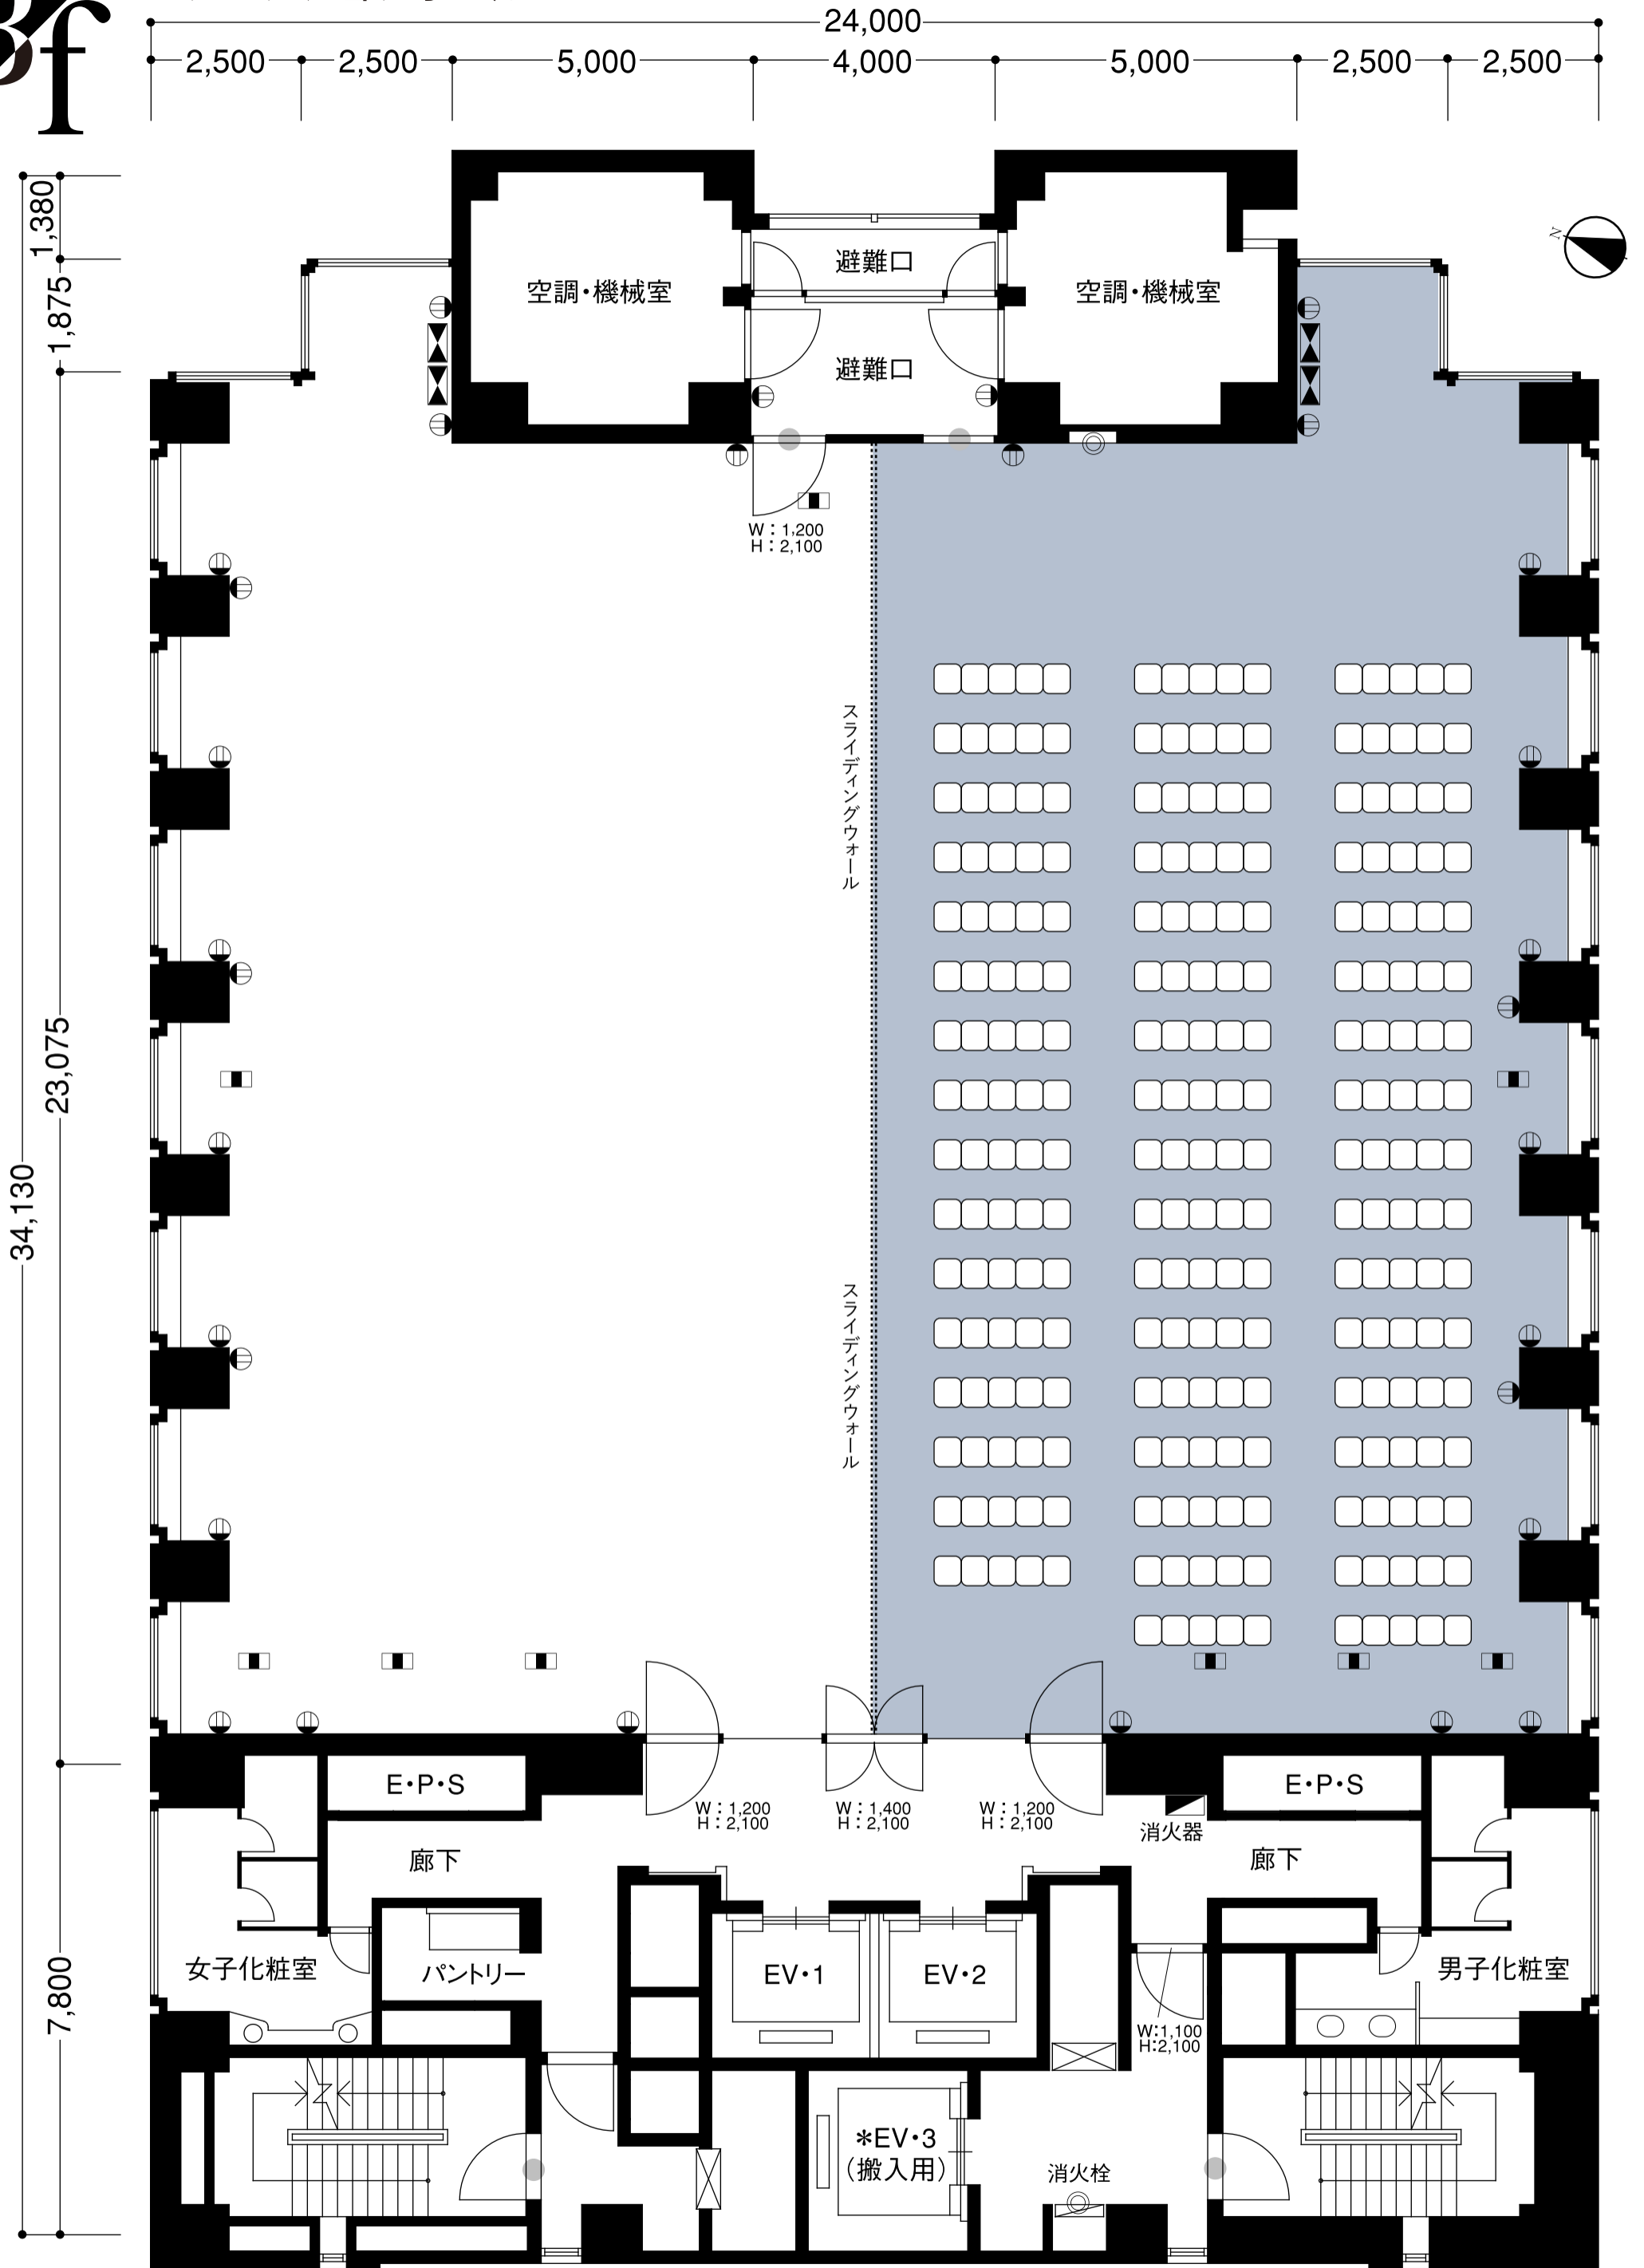 f
24,000
2,500 2,500 5,000 4,000 5,000 2,500 2,500
1,380
1,875
34,130
23,075
7,800
N
空調・機械室
避難口
空調・機械室
避難口
W:1,200
H:2,100
スライディングウォール
スライディングウォール
E・P・S
E・P・S
W:1,200
H:2,100
W:1,400
H:2,100
W:1,200
H:2,100
消火器
廊下
廊下
女子化粧室
パントリー
EV・1
EV・2
男子化粧室
W:1,100
H:2,100
*EV・3
(搬入用)
消火栓